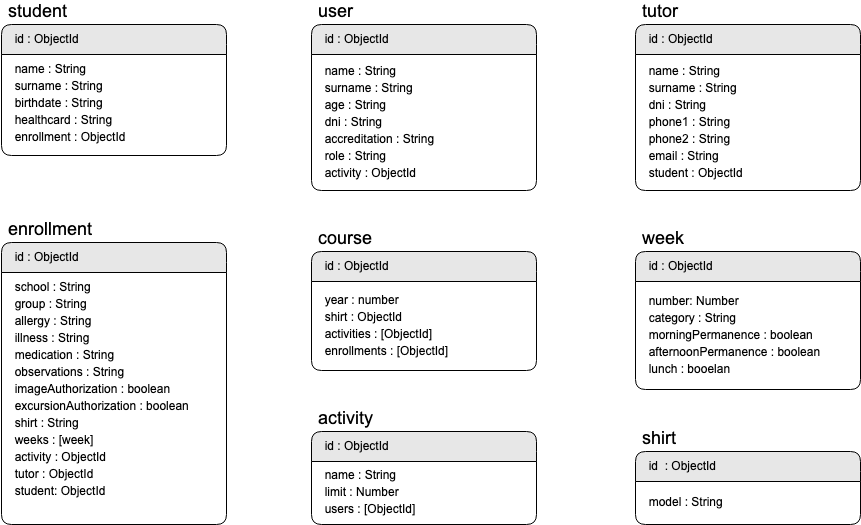 student
id : ObjectId
name : String
surname : String
birthdate : String
healthcard : String
enrollment : ObjectId
user
id : ObjectId
name : String
surname : String
age : String
dni : String
accreditation : String
role : String
activity : ObjectId
tutor
id : ObjectId
name : String
surname : String
dni : String
phone1 : String
phone2 : String
email : String
student : ObjectId
enrollment
id : ObjectId
school : String
group : String
allergy : String
illness : String
medication : String
observations : String
imageAuthorization : boolean
excursionAuthorization : boolean
shirt : String
weeks : [week]
activity : ObjectId
tutor : ObjectId
student: ObjectId
course
id : ObjectId
year : number
shirt : ObjectId
activities : [ObjectId]
enrollments : [ObjectId]
week
id : ObjectId
number: Number
category : String
morningPermanence : boolean
afternoonPermanence : boolean
lunch : booelan
activity
id : ObjectId
name : String
limit : Number
users : [ObjectId]
shirt
id : ObjectId
model : String